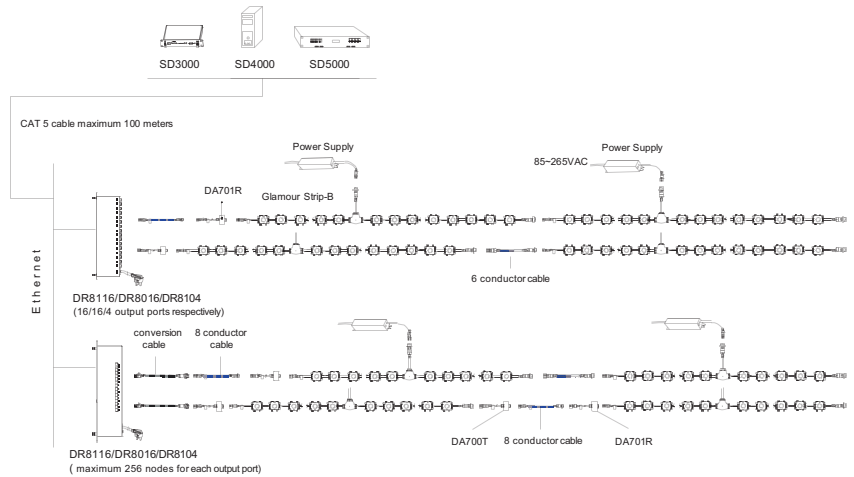 SD3000
SD4000
SD5000
CAT 5 cable maximum 100 meters
Power Supply
Power Supply
85~265VAC
DA701R
Glamour Strip-B
Ethernet
6 conductor cable
DR8116/DR8016/DR8104
(16/16/4 output ports respectively)
conversion
cable
8 conductor
cable
DA700T
8 conductor cable
DA701R
DR8116/DR8016/DR8104
( maximum 256 nodes for each output port)